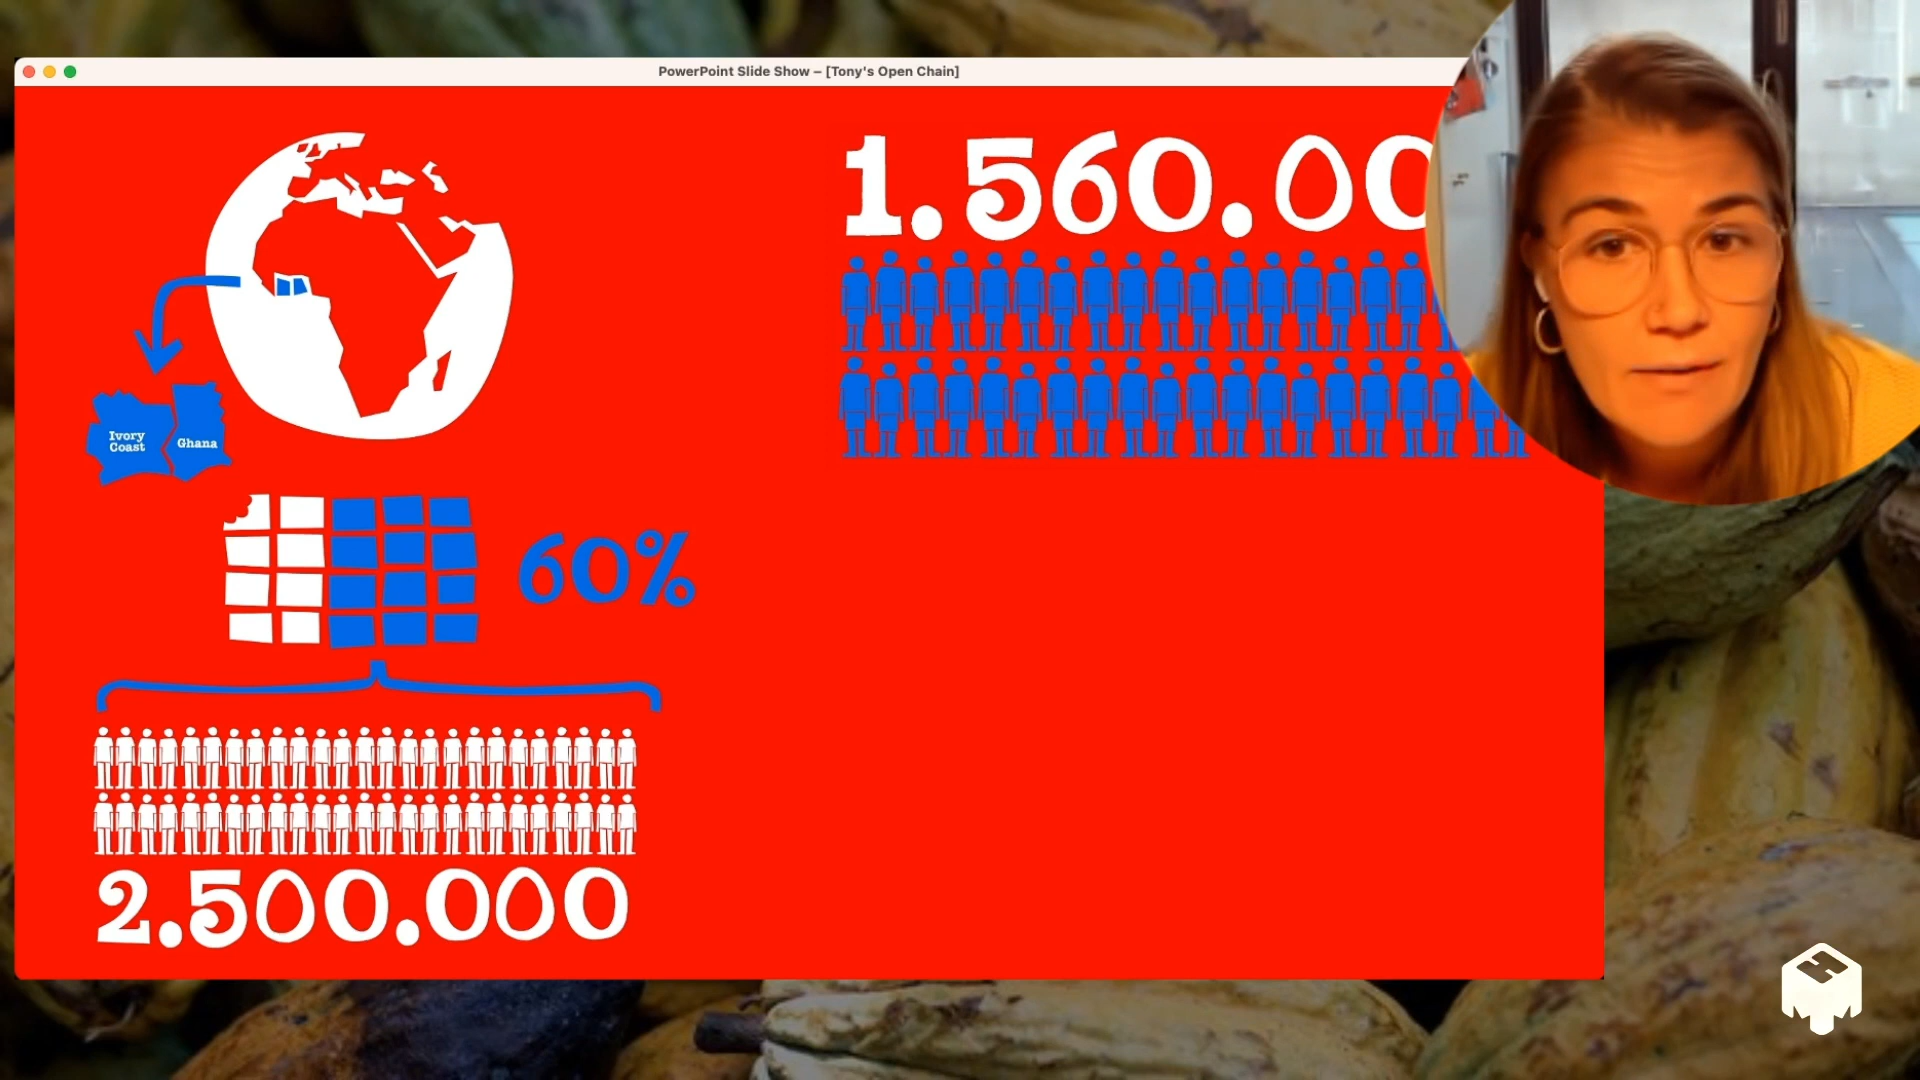 PowerPoint Slide Show – [Tony's Open Chain]
1.560.00
Ivory
Coast
Ghana
60%
2.500.000